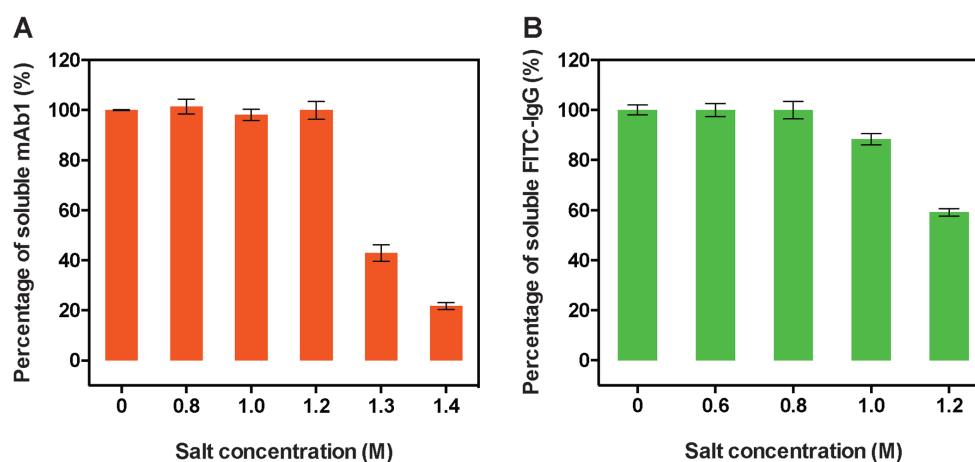 A
Percentage of soluble mAb1 (%)
120
100
80
60
40
20
0
0 0.8 1.0 1.2 1.3 1.4
Salt concentration (M)
B
Percentage of soluble FITC-IgG (%)
120
100
80
60
40
20
0
0 0.6 0.8 1.0 1.2
Salt concentration (M)